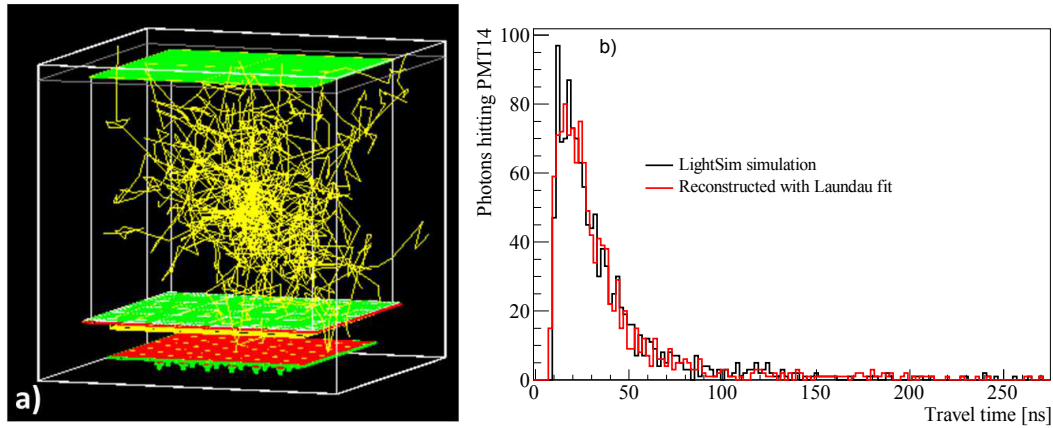 a)
b)
Photons hitting PMT14
100
80
60
40
20
0
LightSim simulation
Reconstructed with Laundau fit
0 50 100 150 200 250
Travel time [ns]